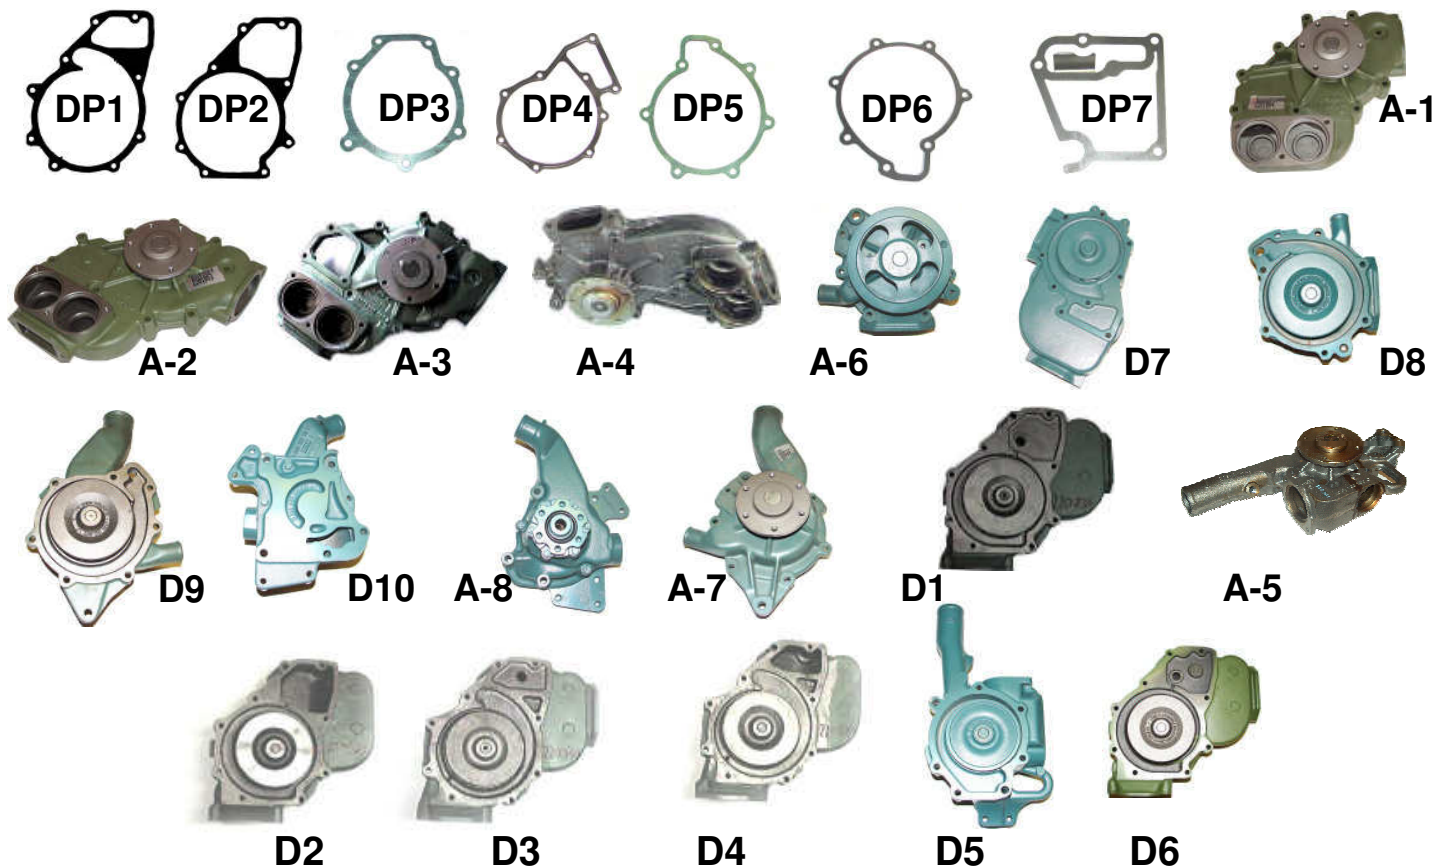 DP1 DP2 DP3 DP4 DP5 DP6 DP7 A-1
A-2 A-3 A-4 A-6 D7 D8
D9 D10 A-8 A-7 D1 A-5
D2 D3 D4 D5 D6